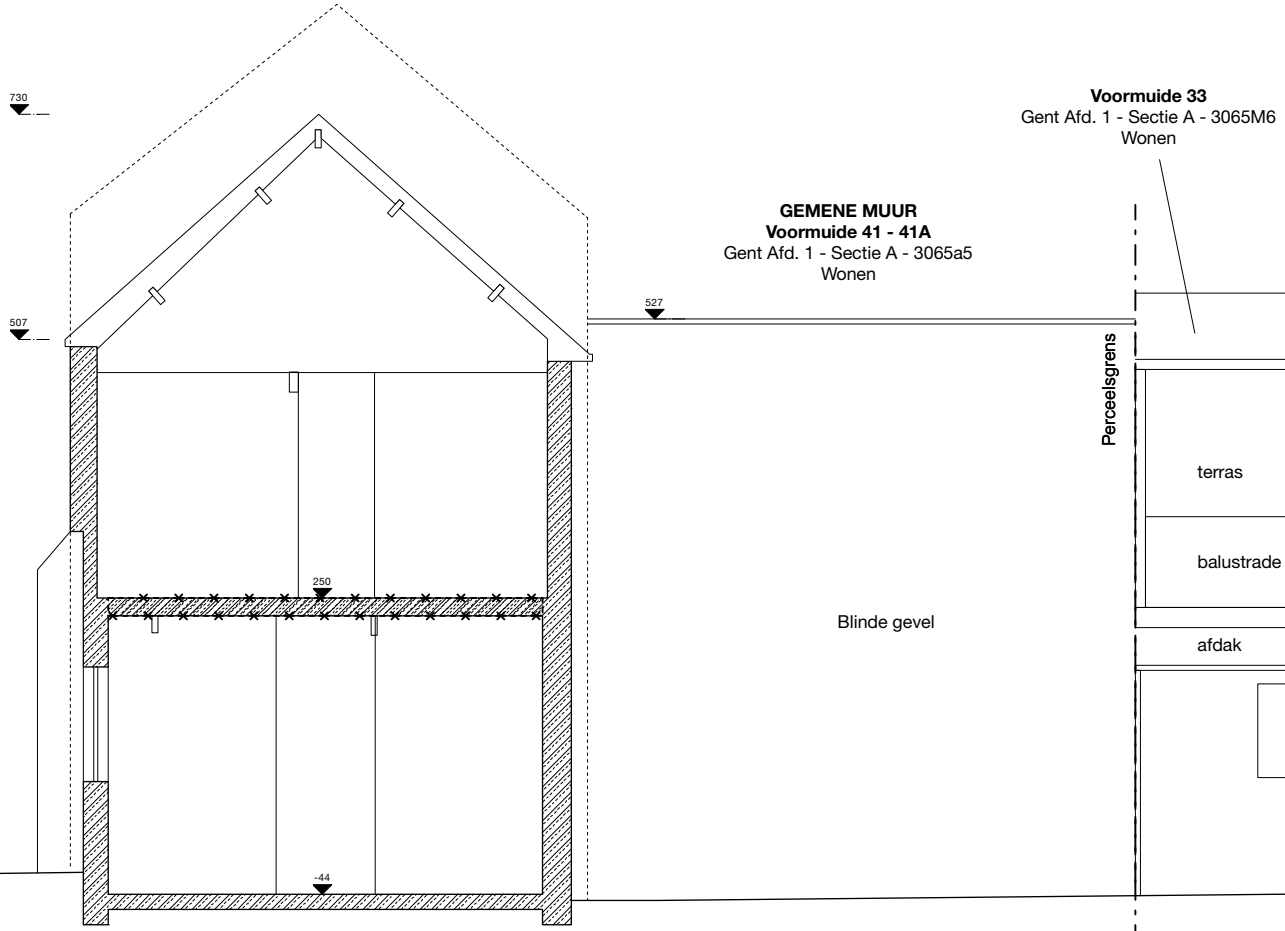 730
Voormuide 33
Gent Afd. 1 - Sectie A - 3065M6
Wonen
GEMENE MUUR
Voormuide 41 - 41A
Gent Afd. 1 - Sectie A - 3065a5
Wonen
527
507
Perceelsgrens
terras
balustrade
250
Blinde gevel
afdak
-44